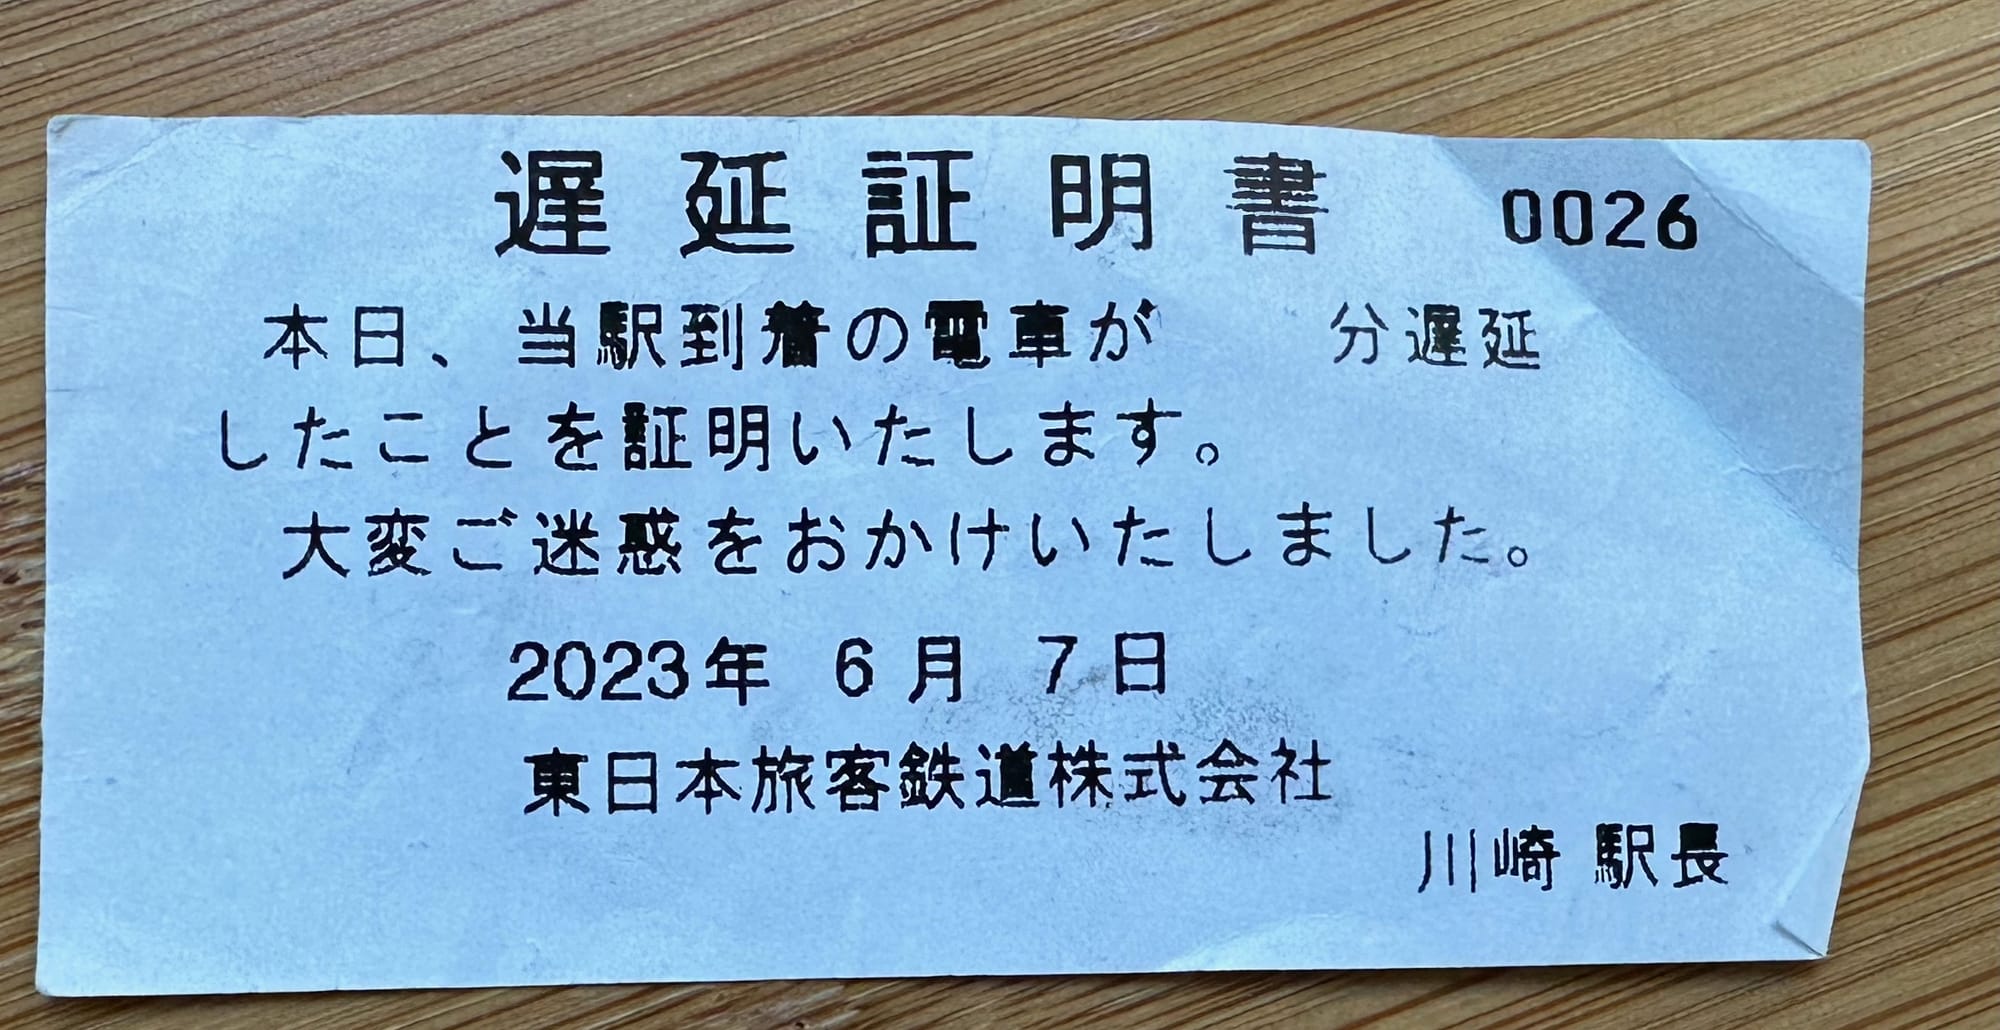 遅延証明書 0026
本日、当駅到着の電車が　　分遅延
したことを証明いたします。
大変ご迷惑をおかけいたしました。
2023年 6月 7日
東日本旅客鉄道株式会社
川崎 駅長